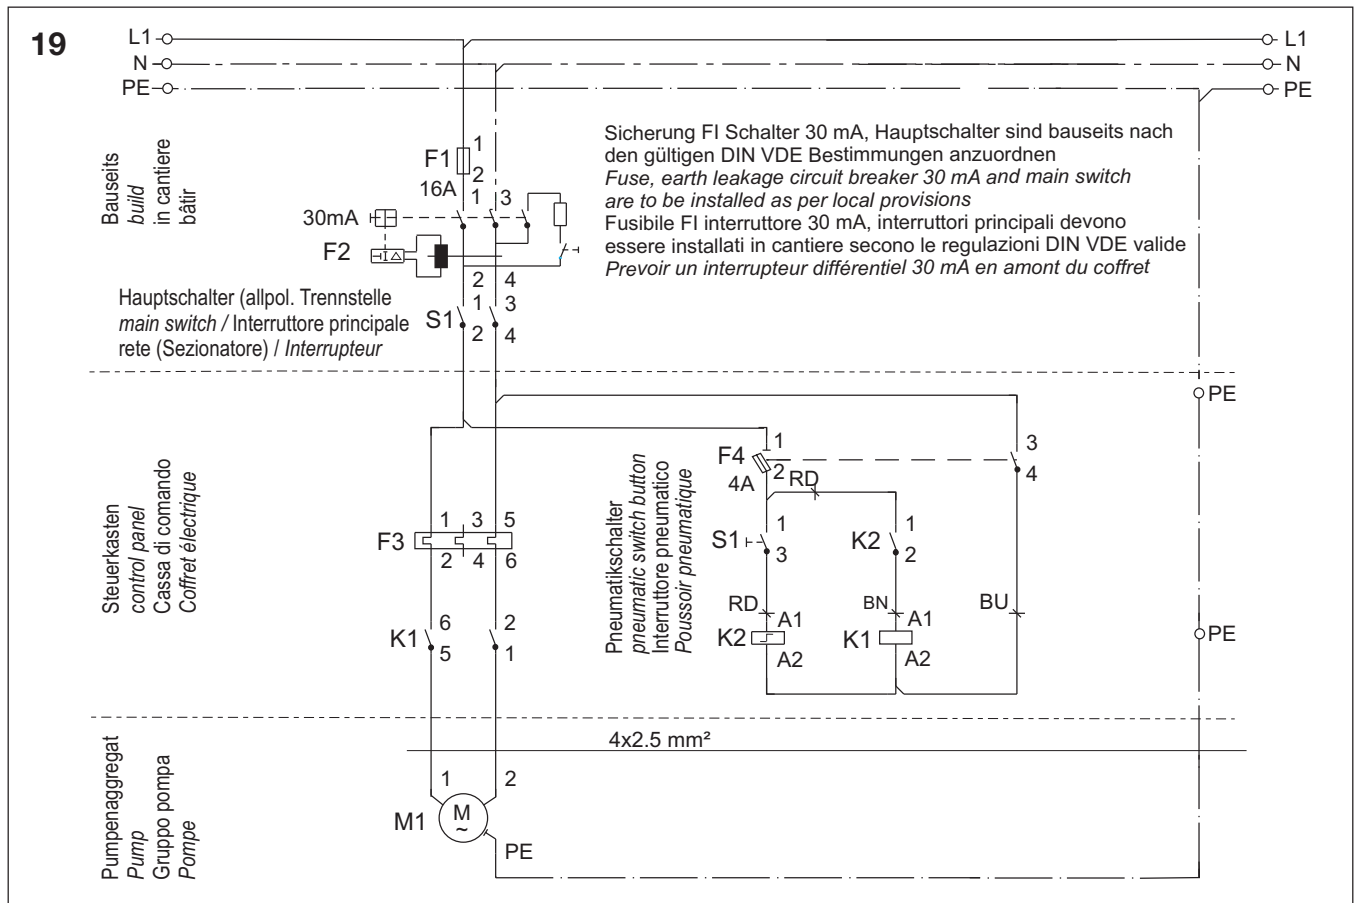 19
L1
L1
N
N
PE
PE
Bauseits
build
in cantiere
bâtir
F1
1
2
16A
1
3
30mA
F2
2
4
Sicherung FI Schalter 30 mA, Hauptschalter sind bauseits nach
den gültigen DIN VDE Bestimmungen anzuordnen
Fuse, earth leakage circuit breaker 30 mA and main switch
are to be installed as per local provisions
Fusibile FI interruttore 30 mA, interruttori principali devono
essere installati in cantiere secono le regulazioni DIN VDE valide
Prevoir un interrupteur différentiel 30 mA en amont du coffret
Hauptschalter (allpol. Trennstelle
main switch / Interruttore principale
rete (Sezionatore) / Interrupteur
S1
1
3
2
4
PE
Steuerkasten
control panel
Cassa di comando
Coffret électrique
F3
1
3
5
2
4
6
K1
6
2
5
1
Pneumatikschalter
pneumatic switch button
Interruttore pneumatico
Poussoir pneumatique
F4
1
2
4A
RD
3
4
S1
1
3
K2
1
2
RD
BN
BU
K2
A1
A2
K1
A1
A2
PE
4x2.5 mm²
Pumpenaggregat
Pump
Gruppo pompa
Pompe
1
2
M1
M
~
PE